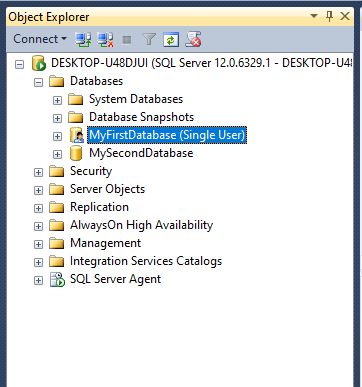 Object Explorer
Connect
DESKTOP-U48DJUI (SQL Server 12.0.6329.1 - DESKTOP-U48
Databases
System Databases
Database Snapshots
MyFirstDatabase (Single User)
MySecondDatabase
Security
Server Objects
Replication
AlwaysOn High Availability
Management
Integration Services Catalogs
SQL Server Agent